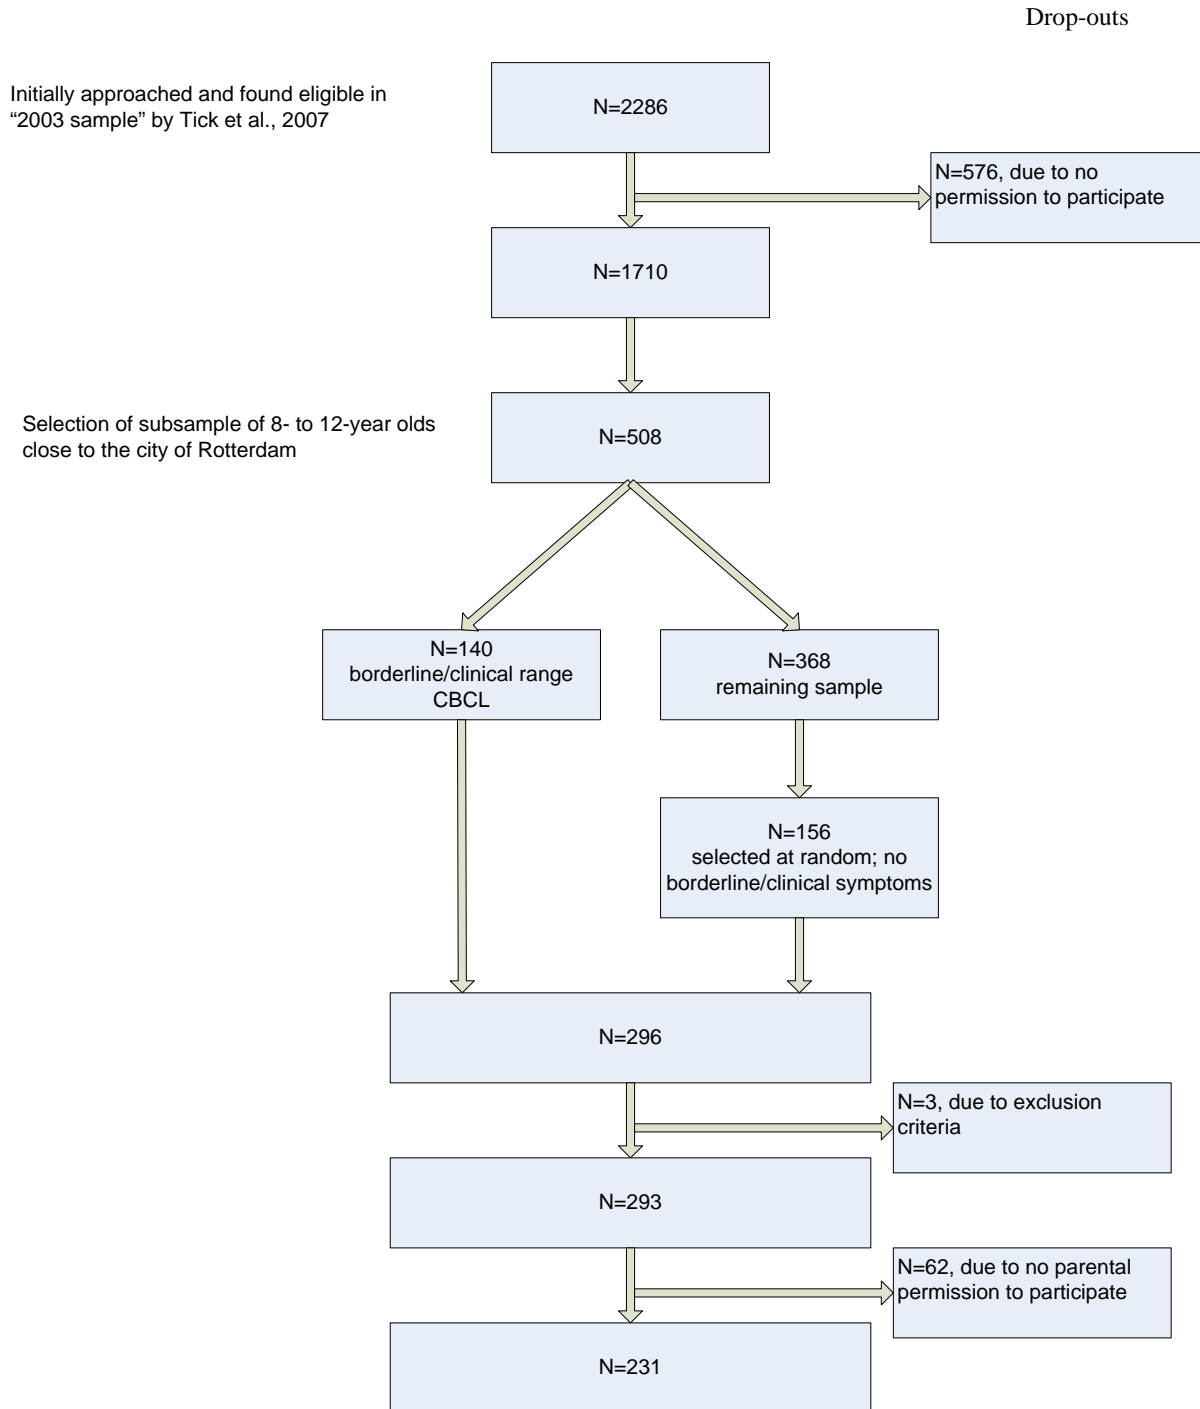 Drop-outs
Initially approached and found eligible in
“2003 sample” by Tick et al., 2007
N=2286
N=576, due to no
permission to participate
N=1710
Selection of subsample of 8- to 12-year olds
close to the city of Rotterdam
N=508
N=140
borderline/clinical range
CBCL
N=368
remaining sample
N=156
selected at random; no
borderline/clinical symptoms
N=296
N=3, due to exclusion
criteria
N=293
N=62, due to no parental
permission to participate
N=231